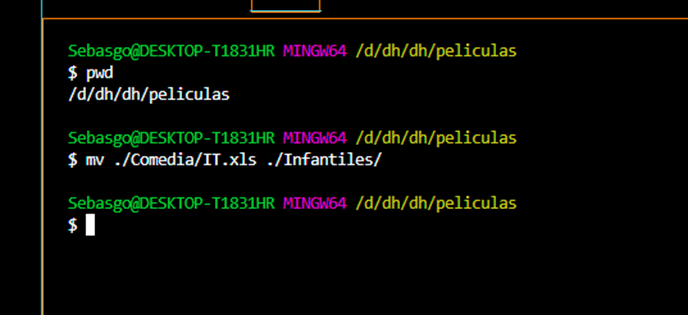 Sebasgo@DESKTOP-T1831HR MINGW64 /d/dh/dh/peliculas
$ pwd
/d/dh/dh/peliculas
Sebasgo@DESKTOP-T1831HR MINGW64 /d/dh/dh/peliculas
$ mv ./Comedia/IT.xls ./Infantiles/
Sebasgo@DESKTOP-T1831HR MINGW64 /d/dh/dh/peliculas
$